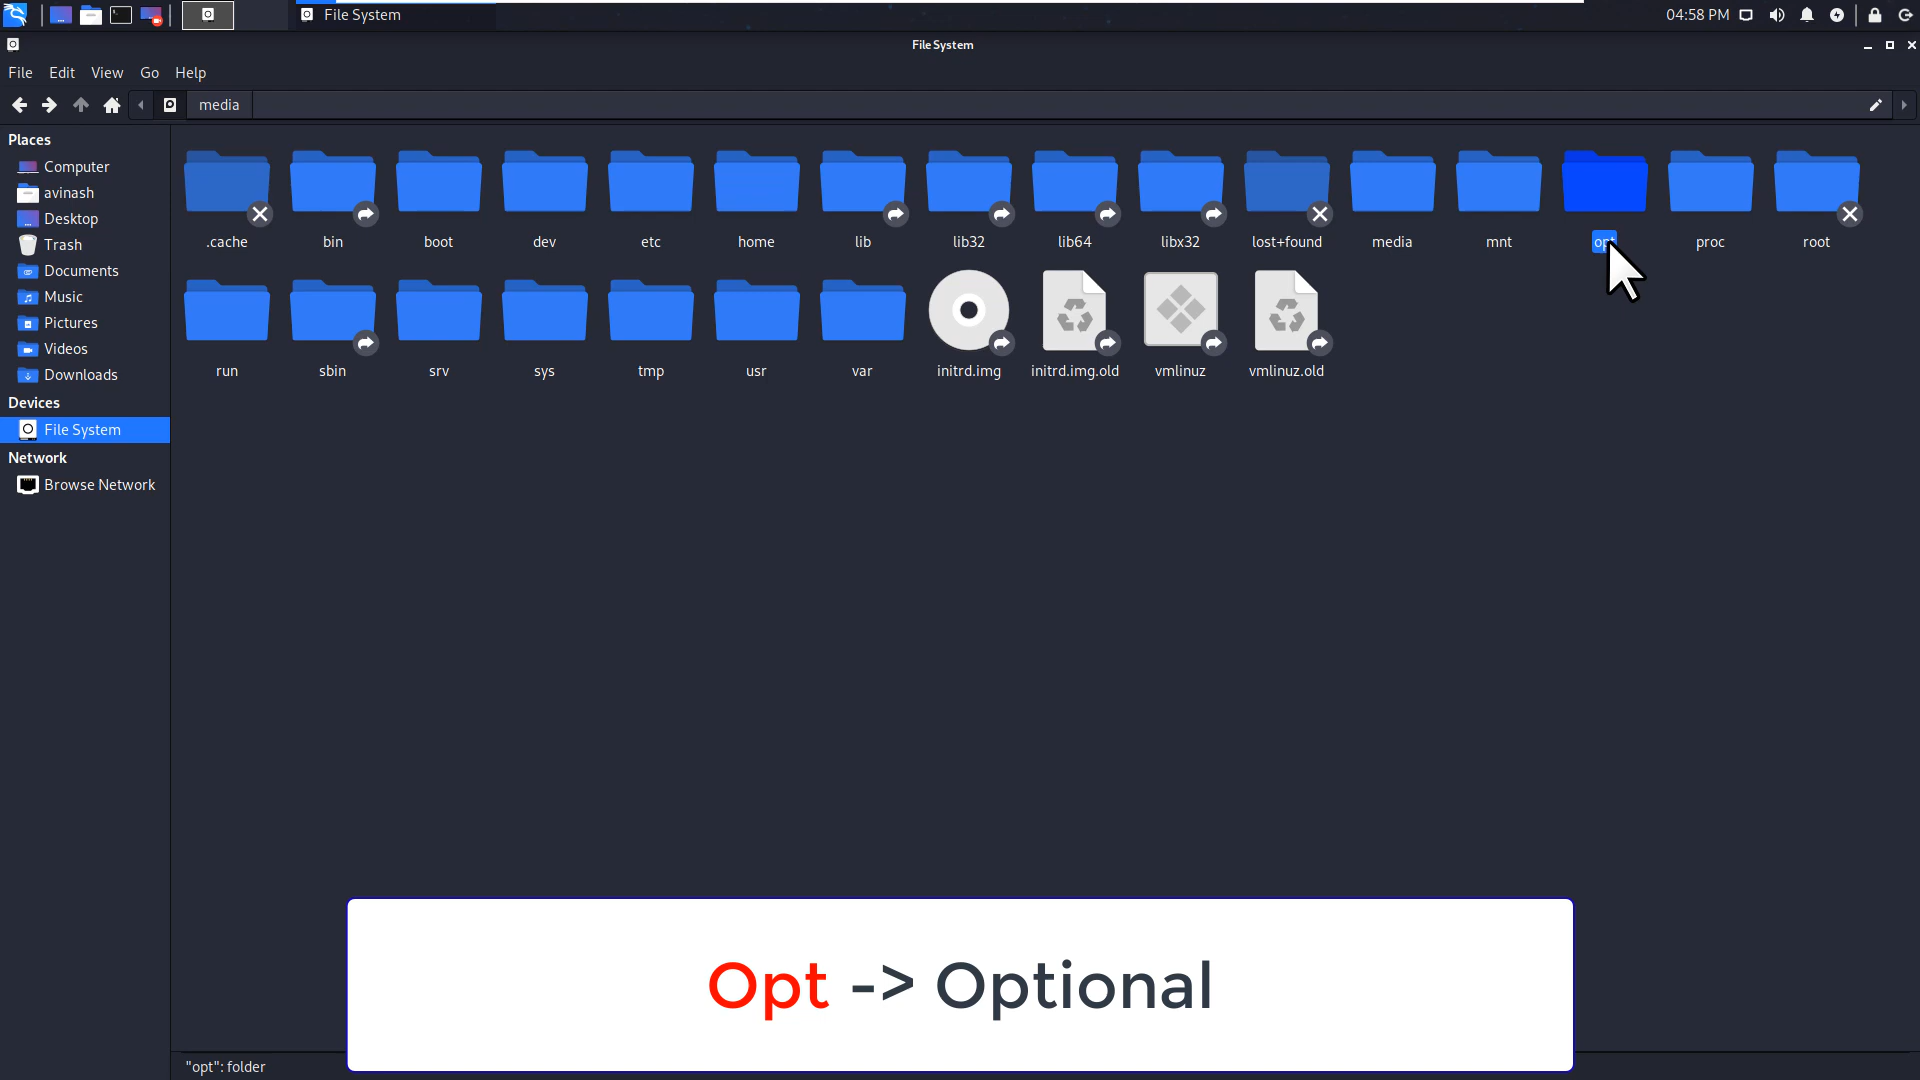 File System
04:58 PM
File System
File Edit View Go Help
media
Places
Computer
avinash
Desktop
Trash
Documents
Music
Pictures
Videos
Downloads
Devices
File System
Network
Browse Network
.cache bin boot dev etc home lib lib32 lib64 libx32 lost+found media mnt opt proc root
run sbin srv sys tmp usr var initrd.img initrd.img.old vmlinuz vmlinuz.old
Opt -> Optional
"opt": folder